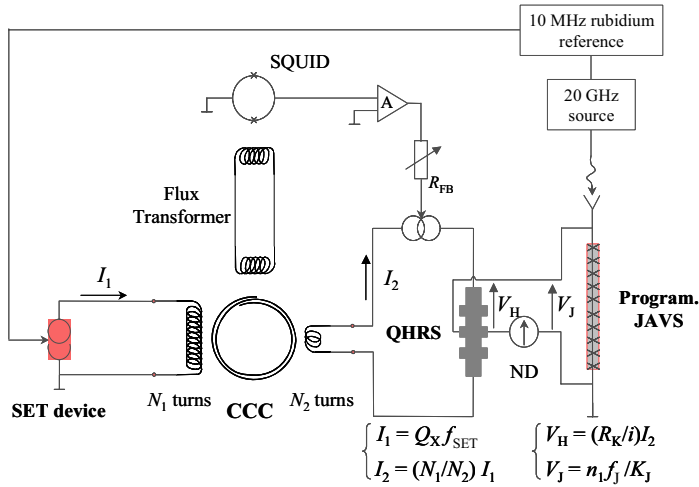 10 MHz rubidium
reference
SQUID
A
20 GHz
source
R_FB
Flux
Transformer
I_1
I_2
V_H
V_J
Program.
JAVS
QHRS
ND
SET device
N_1 turns
CCC
N_2 turns
I_1 = Q_X f_SET
I_2 = (N_1/N_2) I_1
V_H = (R_K/i)I_2
V_J = n_1 f_J /K_J